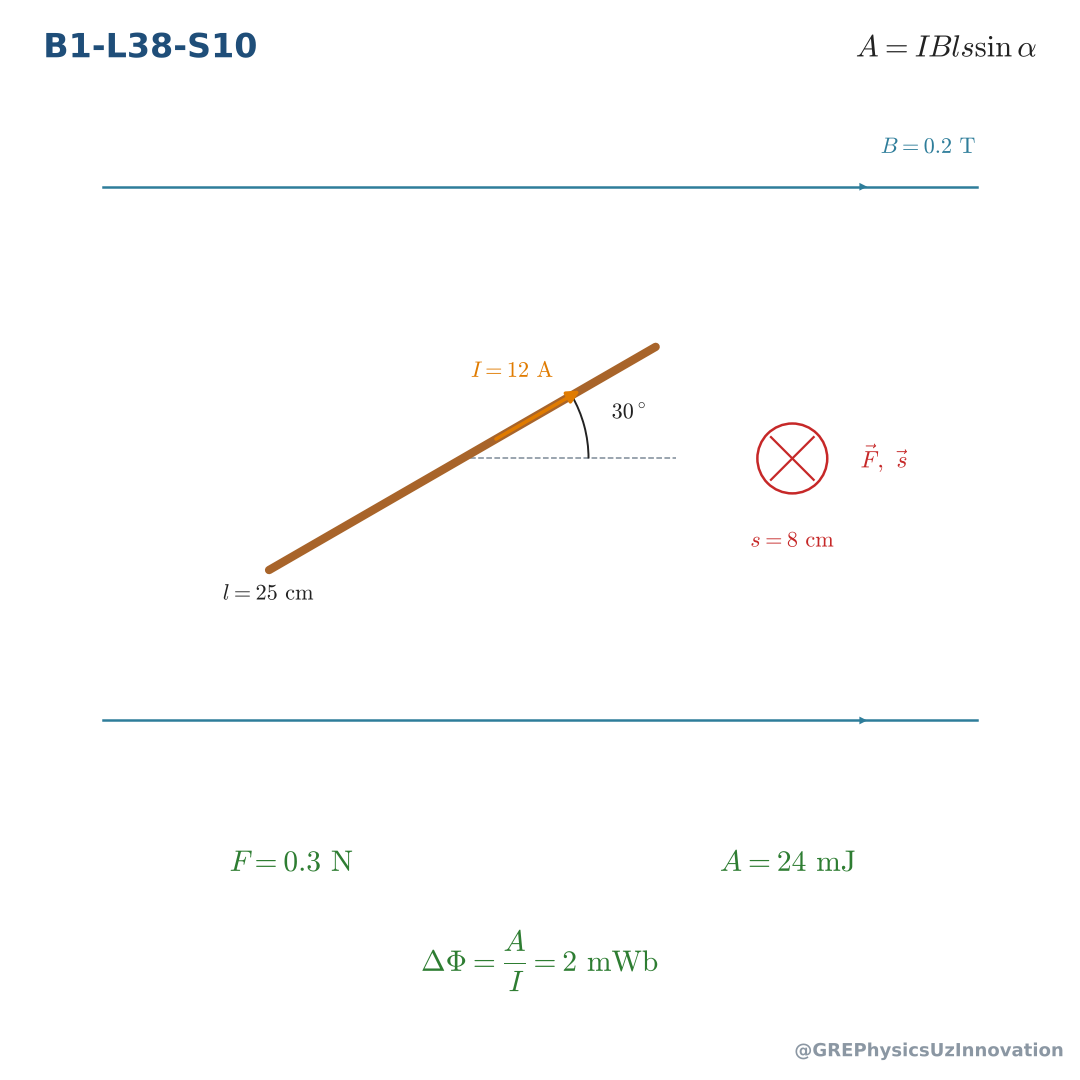 B1-L38-S10
A = IBls sin α
B = 0.2 T
I = 12 A
30°
F⃗, s⃗
s = 8 cm
l = 25 cm
F = 0.3 N
A = 24 mJ
ΔΦ = A/I = 2 mWb
@GREPhysicsUzInnovation